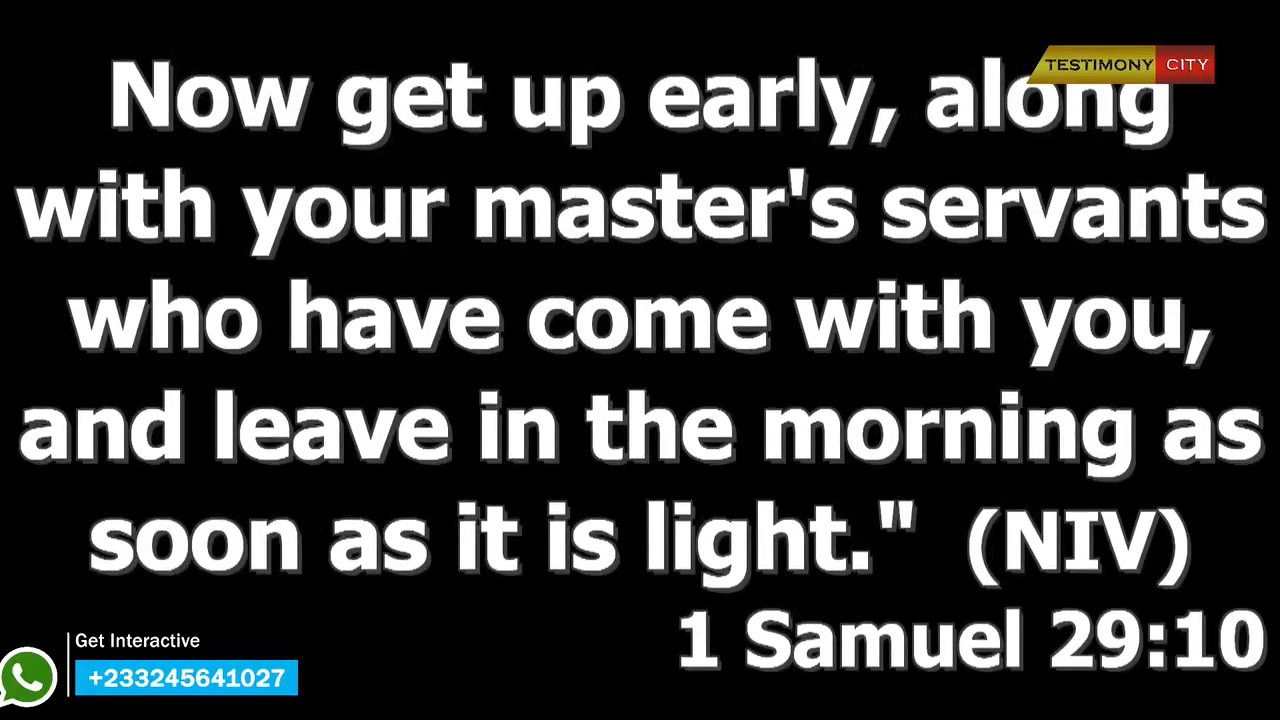 TESTIMONY CITY
Now get up early, along
with your master's servants
who have come with you,
and leave in the morning as
soon as it is light." (NIV)
1 Samuel 29:10
Get Interactive
+233245641027